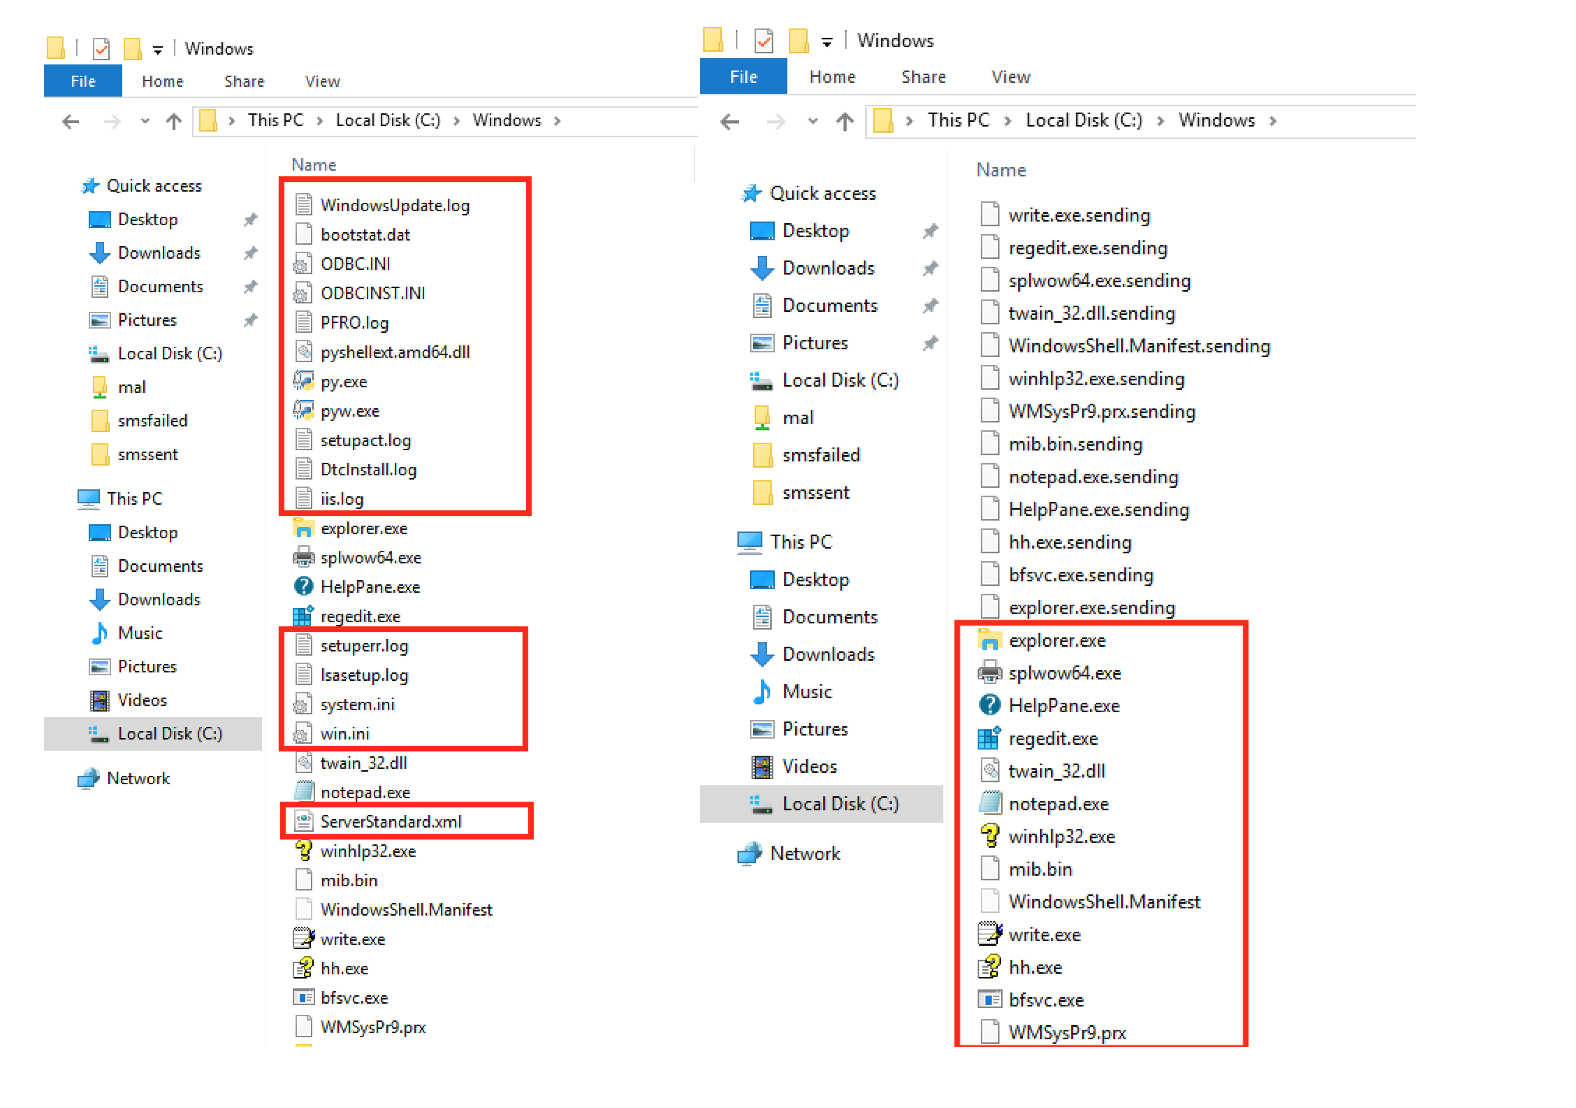 Windows
File Home Share View
This PC Local Disk (C:) Windows
Name
Quick access
Desktop
Downloads
Documents
Pictures
Local Disk (C:)
mal
smsfailed
smssent
This PC
Desktop
Documents
Downloads
Music
Pictures
Videos
Local Disk (C:)
Network
WindowsUpdate.log
bootstat.dat
ODBC.INI
ODBCINST.INI
PFRO.log
pyshellext.amd64.dll
py.exe
pyw.exe
setupact.log
DtcInstall.log
iis.log
explorer.exe
splwow64.exe
HelpPane.exe
regedit.exe
setuperr.log
lsasetup.log
system.ini
win.ini
twain_32.dll
notepad.exe
ServerStandard.xml
winhlp32.exe
mib.bin
WindowsShell.Manifest
write.exe
hh.exe
bfsvc.exe
WMSysPr9.prx
Windows
File Home Share View
This PC Local Disk (C:) Windows
Name
Quick access
Desktop
Downloads
Documents
Pictures
Local Disk (C:)
mal
smsfailed
smssent
This PC
Desktop
Documents
Downloads
Music
Pictures
Videos
Local Disk (C:)
Network
write.exe.sending
regedit.exe.sending
splwow64.exe.sending
twain_32.dll.sending
WindowsShell.Manifest.sending
winhlp32.exe.sending
WMSysPr9.prx.sending
mib.bin.sending
notepad.exe.sending
HelpPane.exe.sending
hh.exe.sending
bfsvc.exe.sending
explorer.exe.sending
explorer.exe
splwow64.exe
HelpPane.exe
regedit.exe
twain_32.dll
notepad.exe
winhlp32.exe
mib.bin
WindowsShell.Manifest
write.exe
hh.exe
bfsvc.exe
WMSysPr9.prx